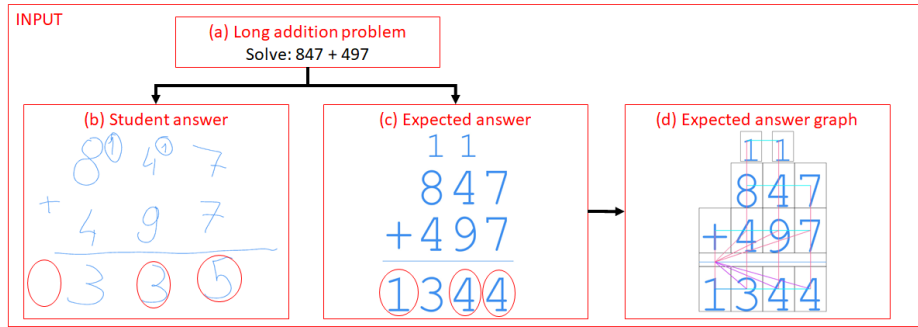 INPUT
(a) Long addition problem
Solve: 847 + 497
(b) Student answer
8 1 4 1 7
+ 4 9 7
3 3 5
(c) Expected answer
1 1
847
+497
1344
(d) Expected answer graph
1 1
847
+497
1344